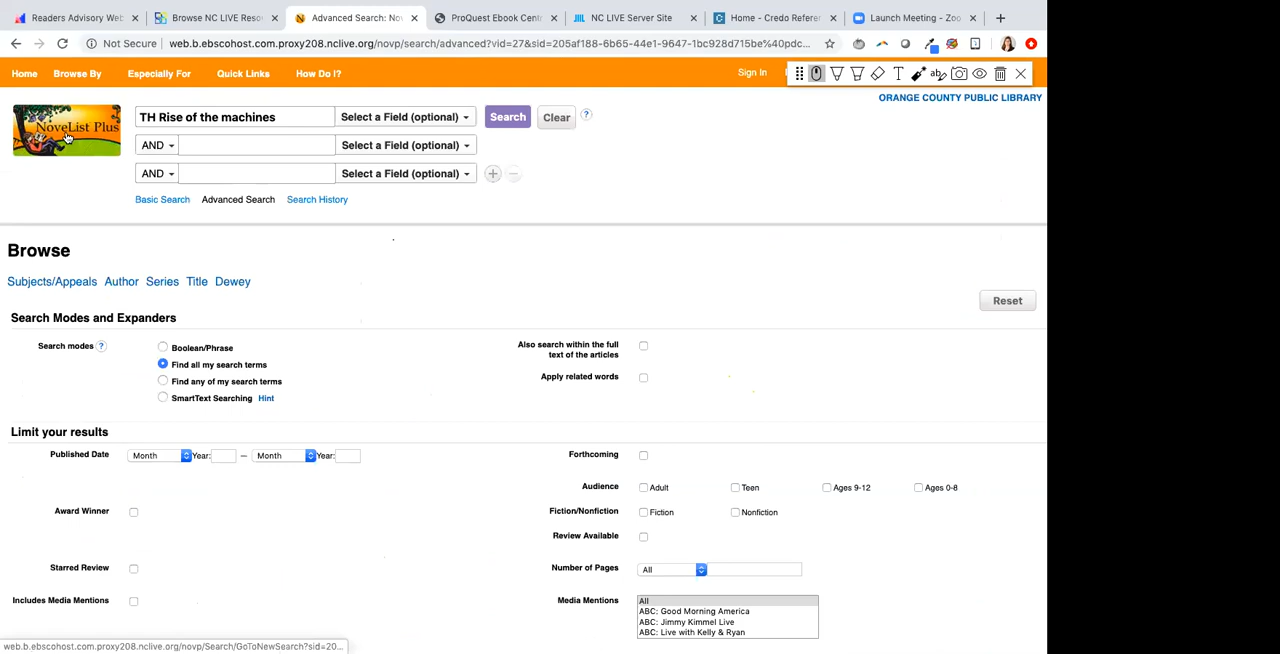 Readers Advisory Web
Browse NC LIVE Reso
Advanced Search: Nov
ProQuest Ebook Cent
NC LIVE Server Site
Home - Credo Refere
Launch Meeting - Zoo
Not Secure
web.b.ebscohost.com.proxy208.nclive.org/novp/search/advanced?vid=27&sid=205af188-6b65-44e1-9647-1bc928d715be%40pdc...
Home
Browse By
Especially For
Quick Links
How Do I?
Sign In
ORANGE COUNTY PUBLIC LIBRARY
NoveList Plus
TH Rise of the machines
Select a Field (optional)
Search
Clear
?
AND
Select a Field (optional)
AND
Select a Field (optional)
Basic Search
Advanced Search
Search History
Browse
Subjects/Appeals
Author
Series
Title
Dewey
Reset
Search Modes and Expanders
Search modes ?
Boolean/Phrase
Find all my search terms
Find any of my search terms
SmartText Searching Hint
Also search within the full
text of the articles
Apply related words
Limit your results
Published Date
Month
Year:
–
Month
Year:
Forthcoming
Audience
Adult
Teen
Ages 9-12
Ages 0-8
Award Winner
Fiction/Nonfiction
Fiction
Nonfiction
Review Available
Starred Review
Number of Pages
All
Includes Media Mentions
Media Mentions
All
ABC: Good Morning America
ABC: Jimmy Kimmel Live
ABC: Live with Kelly & Ryan
web.b.ebscohost.com.proxy208.nclive.org/novp/Search/GoToNewSearch?sid=20...